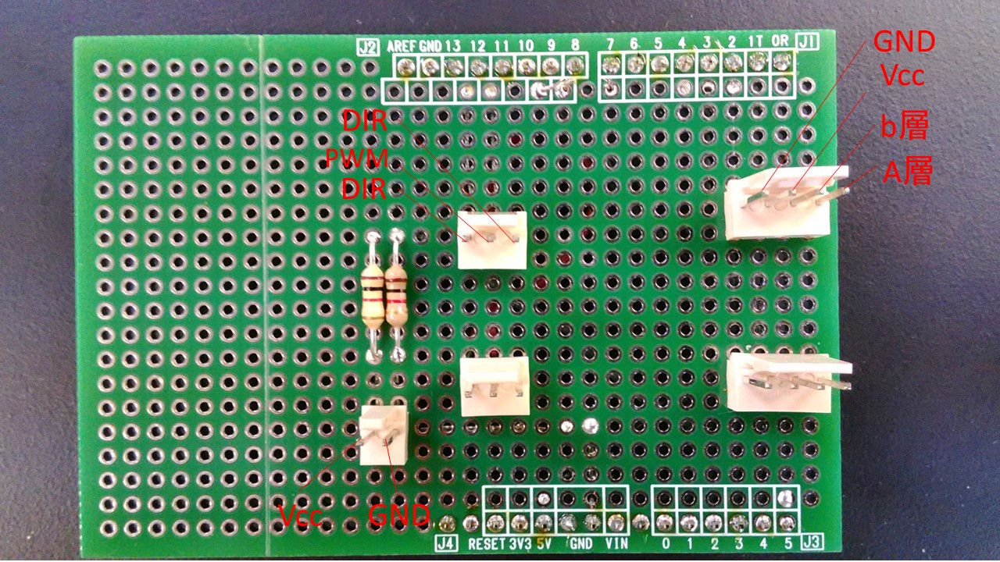 J2 AREF GND 13 12 11 10 9 8 7 6 5 4 3 2 1T 0R J1
GND
Vcc
DIR
b層
PWM
A層
DIR
Vcc GND
J4 RESET 3V3 5V GND VIN 0 1 2 3 4 5 J3